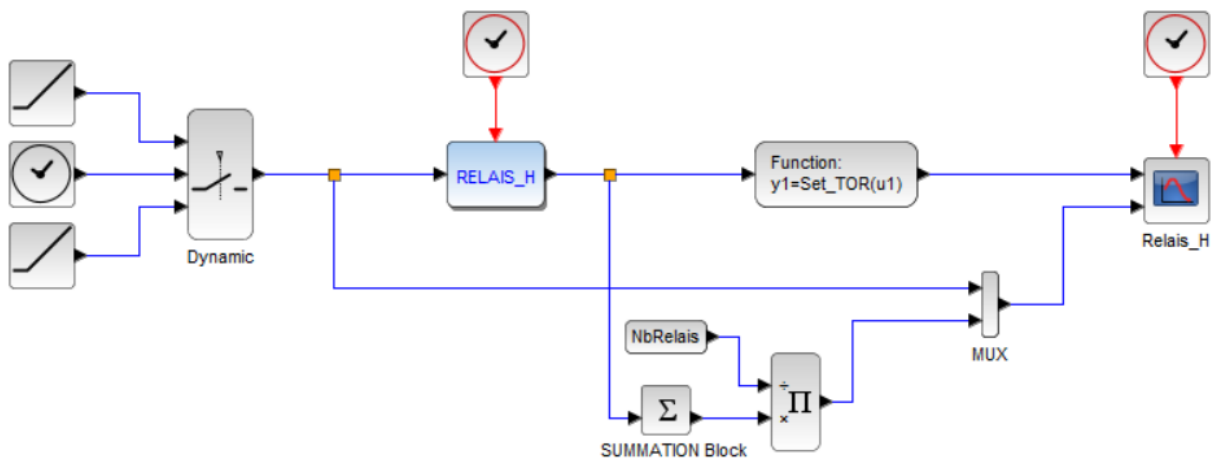 RELAIS_H
Function:
y1=Set_TOR(u1)
Dynamic
Relais_H
NbRelais
÷
×
Π
MUX
Σ
SUMMATION Block